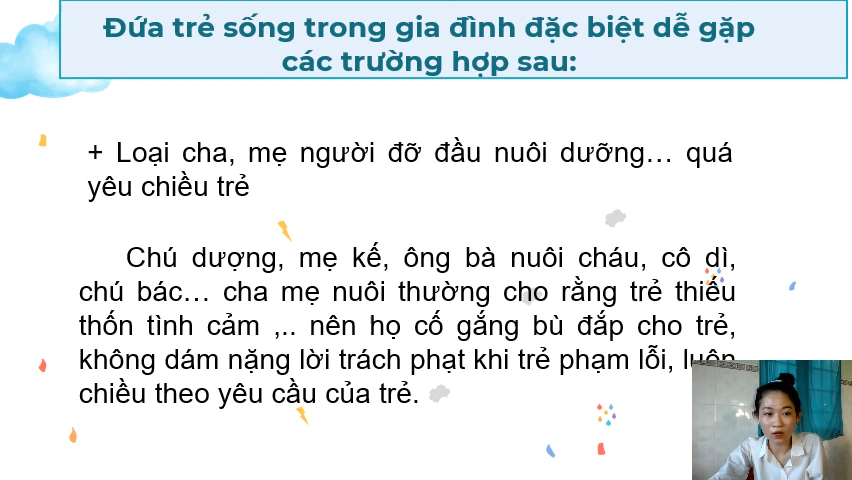 Đứa trẻ sống trong gia đình đặc biệt dễ gặp
các trường hợp sau:
+ Loại cha, mẹ người đỡ đầu nuôi dưỡng… quá
yêu chiều trẻ
Chú dượng, mẹ kế, ông bà nuôi cháu, cô dì,
chú bác… cha mẹ nuôi thường cho rằng trẻ thiếu
thốn tình cảm ,.. nên họ cố gắng bù đắp cho trẻ,
không dám nặng lời trách phạt khi trẻ phạm lỗi, luôn
chiều theo yêu cầu của trẻ.